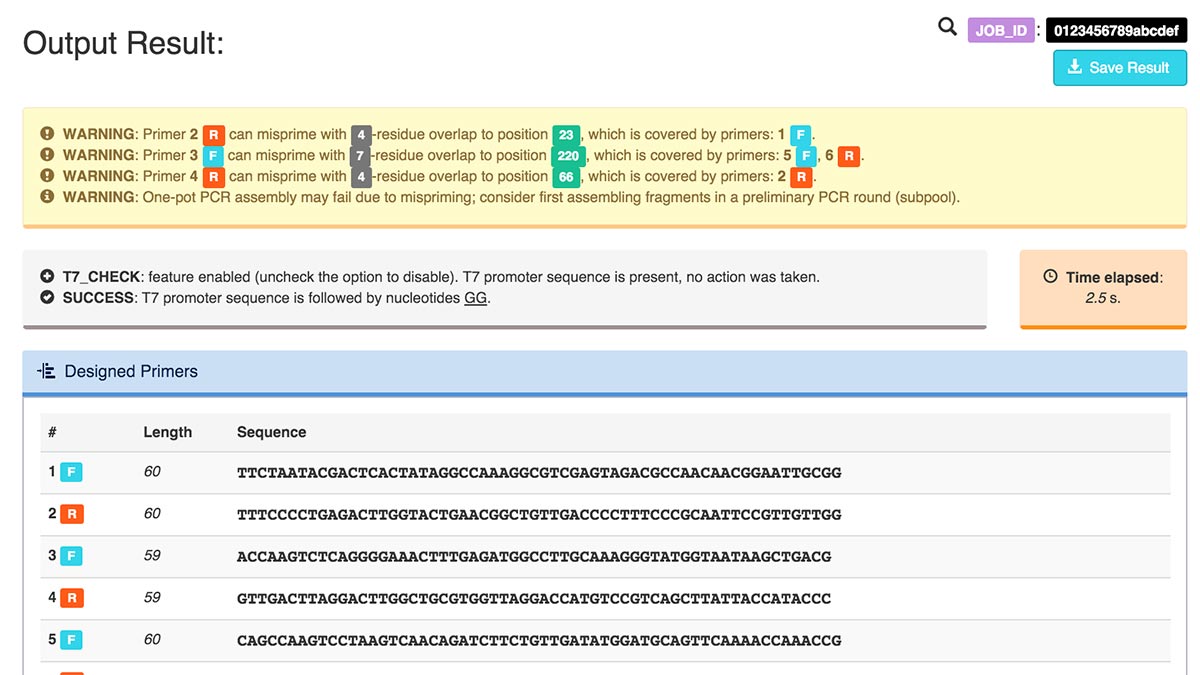 Output Result:
JOB_ID : 0123456789abcdef
Save Result
WARNING: Primer 2 R can misprime with 4-residue overlap to position 23, which is covered by primers: 1 F.
WARNING: Primer 3 F can misprime with 7-residue overlap to position 220, which is covered by primers: 5 F, 6 R.
WARNING: Primer 4 R can misprime with 4-residue overlap to position 66, which is covered by primers: 2 R.
WARNING: One-pot PCR assembly may fail due to mispriming; consider first assembling fragments in a preliminary PCR round (subpool).
T7_CHECK: feature enabled (uncheck the option to disable). T7 promoter sequence is present, no action was taken.
SUCCESS: T7 promoter sequence is followed by nucleotides GG.
Time elapsed:
2.5 s.
Designed Primers
# Length Sequence
1 F 60 TTCTAATACGACTCACTATAGGCCAAAGGCGTCGAGTAGACGCCAACAACGGAATTGCGG
2 R 60 TTTCCCCTGAGACTTGGTACTGAACGGCTGTTGACCCCTTTCCCGCAATTCCGTTGTTGG
3 F 59 ACCAAGTCTCAGGGGAAACTTTGAGATGGCCTTGCAAAGGGTATGGTAATAAGCTGACG
4 R 59 GTTGACTTAGGACTTGGCTGCGTGGTTAGGACCATGTCCGTCAGCTTATTACCATACCC
5 F 60 CAGCCAAGTCCTAAGTCAACAGATCTTCTGTTGATATGGATGCAGTTCAAAACCAAACCG